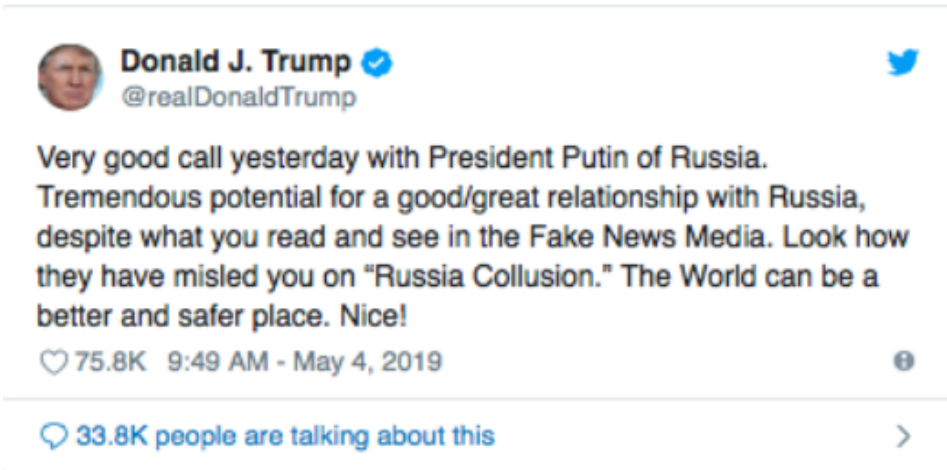 Donald J. Trump
@realDonaldTrump
Very good call yesterday with President Putin of Russia.
Tremendous potential for a good/great relationship with Russia,
despite what you read and see in the Fake News Media. Look how
they have misled you on “Russia Collusion.” The World can be a
better and safer place. Nice!
75.8K 9:49 AM - May 4, 2019
33.8K people are talking about this